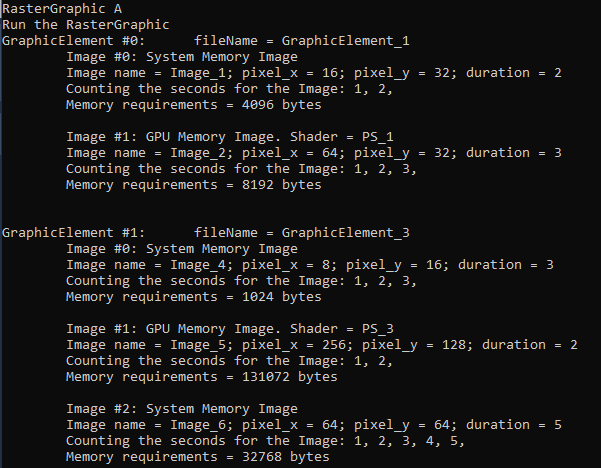 RasterGraphic A
Run the RasterGraphic
GraphicElement #0:      fileName = GraphicElement_1
Image #0: System Memory Image
Image name = Image_1; pixel_x = 16; pixel_y = 32; duration = 2
Counting the seconds for the Image: 1, 2,
Memory requirements = 4096 bytes
Image #1: GPU Memory Image. Shader = PS_1
Image name = Image_2; pixel_x = 64; pixel_y = 32; duration = 3
Counting the seconds for the Image: 1, 2, 3,
Memory requirements = 8192 bytes
GraphicElement #1:      fileName = GraphicElement_3
Image #0: System Memory Image
Image name = Image_4; pixel_x = 8; pixel_y = 16; duration = 3
Counting the seconds for the Image: 1, 2, 3,
Memory requirements = 1024 bytes
Image #1: GPU Memory Image. Shader = PS_3
Image name = Image_5; pixel_x = 256; pixel_y = 128; duration = 2
Counting the seconds for the Image: 1, 2,
Memory requirements = 131072 bytes
Image #2: System Memory Image
Image name = Image_6; pixel_x = 64; pixel_y = 64; duration = 5
Counting the seconds for the Image: 1, 2, 3, 4, 5,
Memory requirements = 32768 bytes